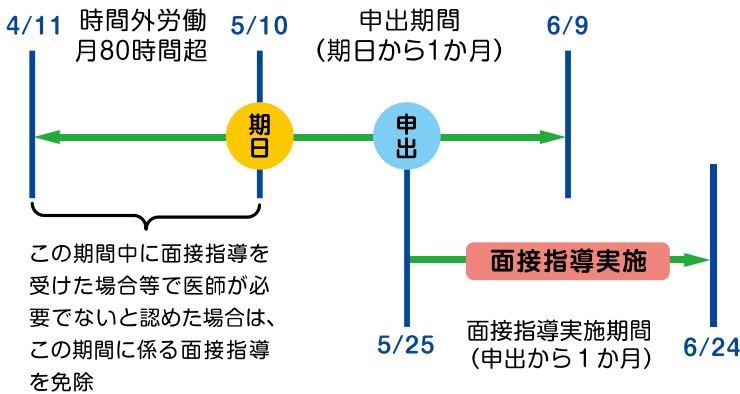 4/11
時間外労働
月80時間超
5/10
申出期間
（期日から1か月）
6/9
期日
申出
この期間中に面接指導を
受けた場合等で医師が必
要でないと認めた場合は、
この期間に係る面接指導
を免除
面接指導実施
5/25
面接指導実施期間
（申出から１か月）
6/24